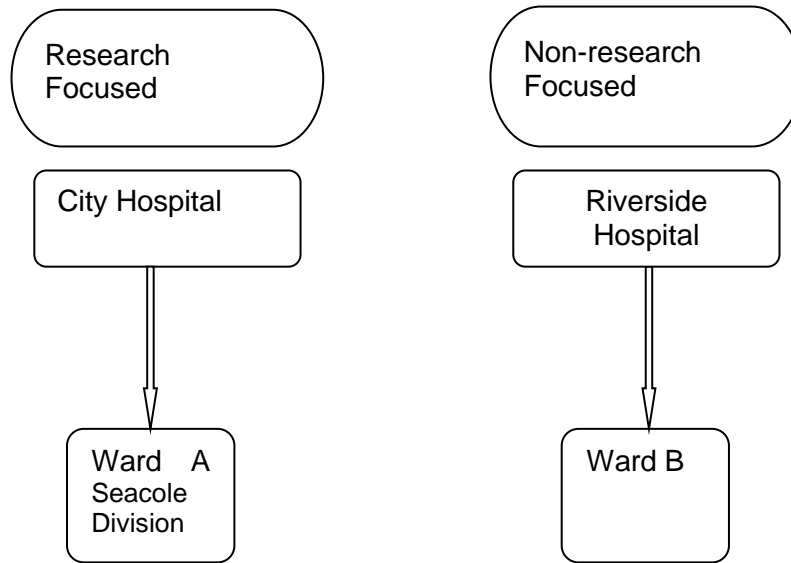 Research
Focused
Non-research
Focused
City Hospital
Riverside
Hospital
Ward A
Seacole
Division
Ward B